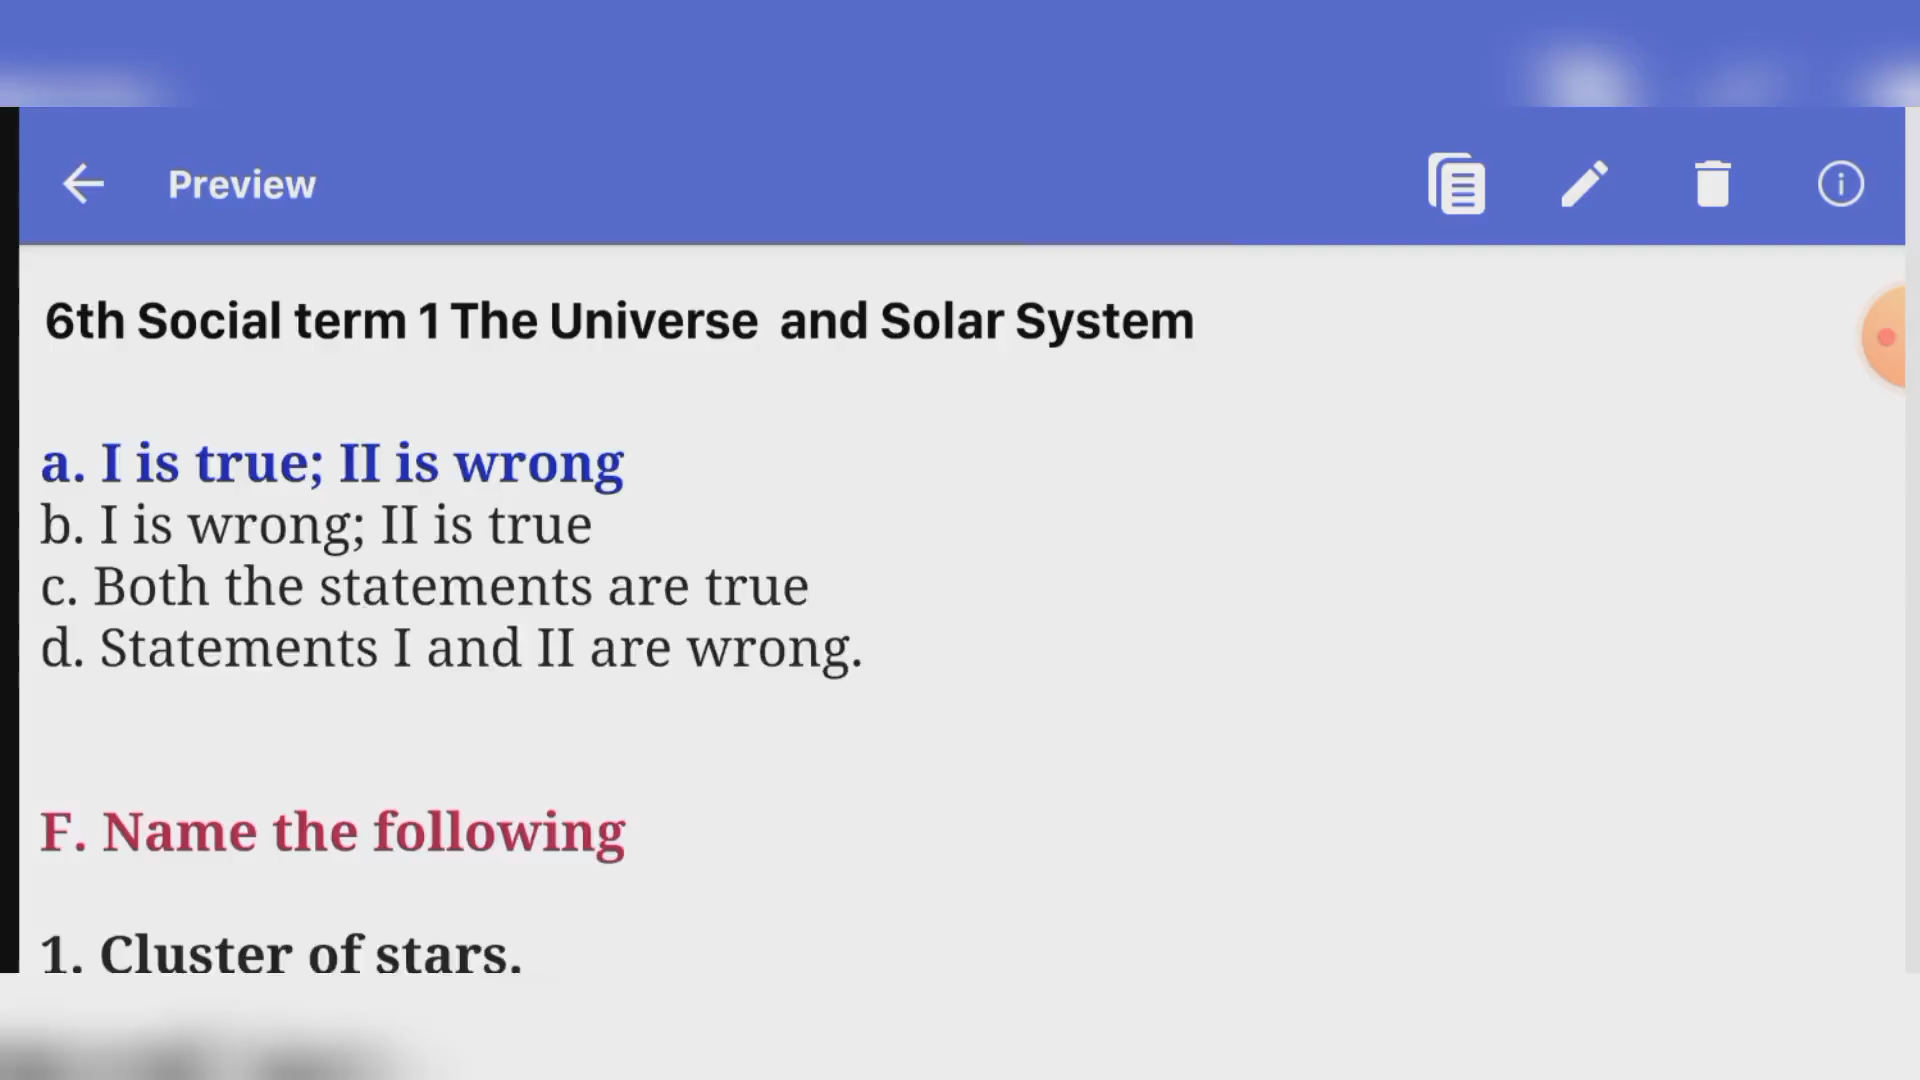 Preview
6th Social term 1 The Universe and Solar System
a. I is true; II is wrong
b. I is wrong; II is true
c. Both the statements are true
d. Statements I and II are wrong.
F. Name the following
1. Cluster of stars.